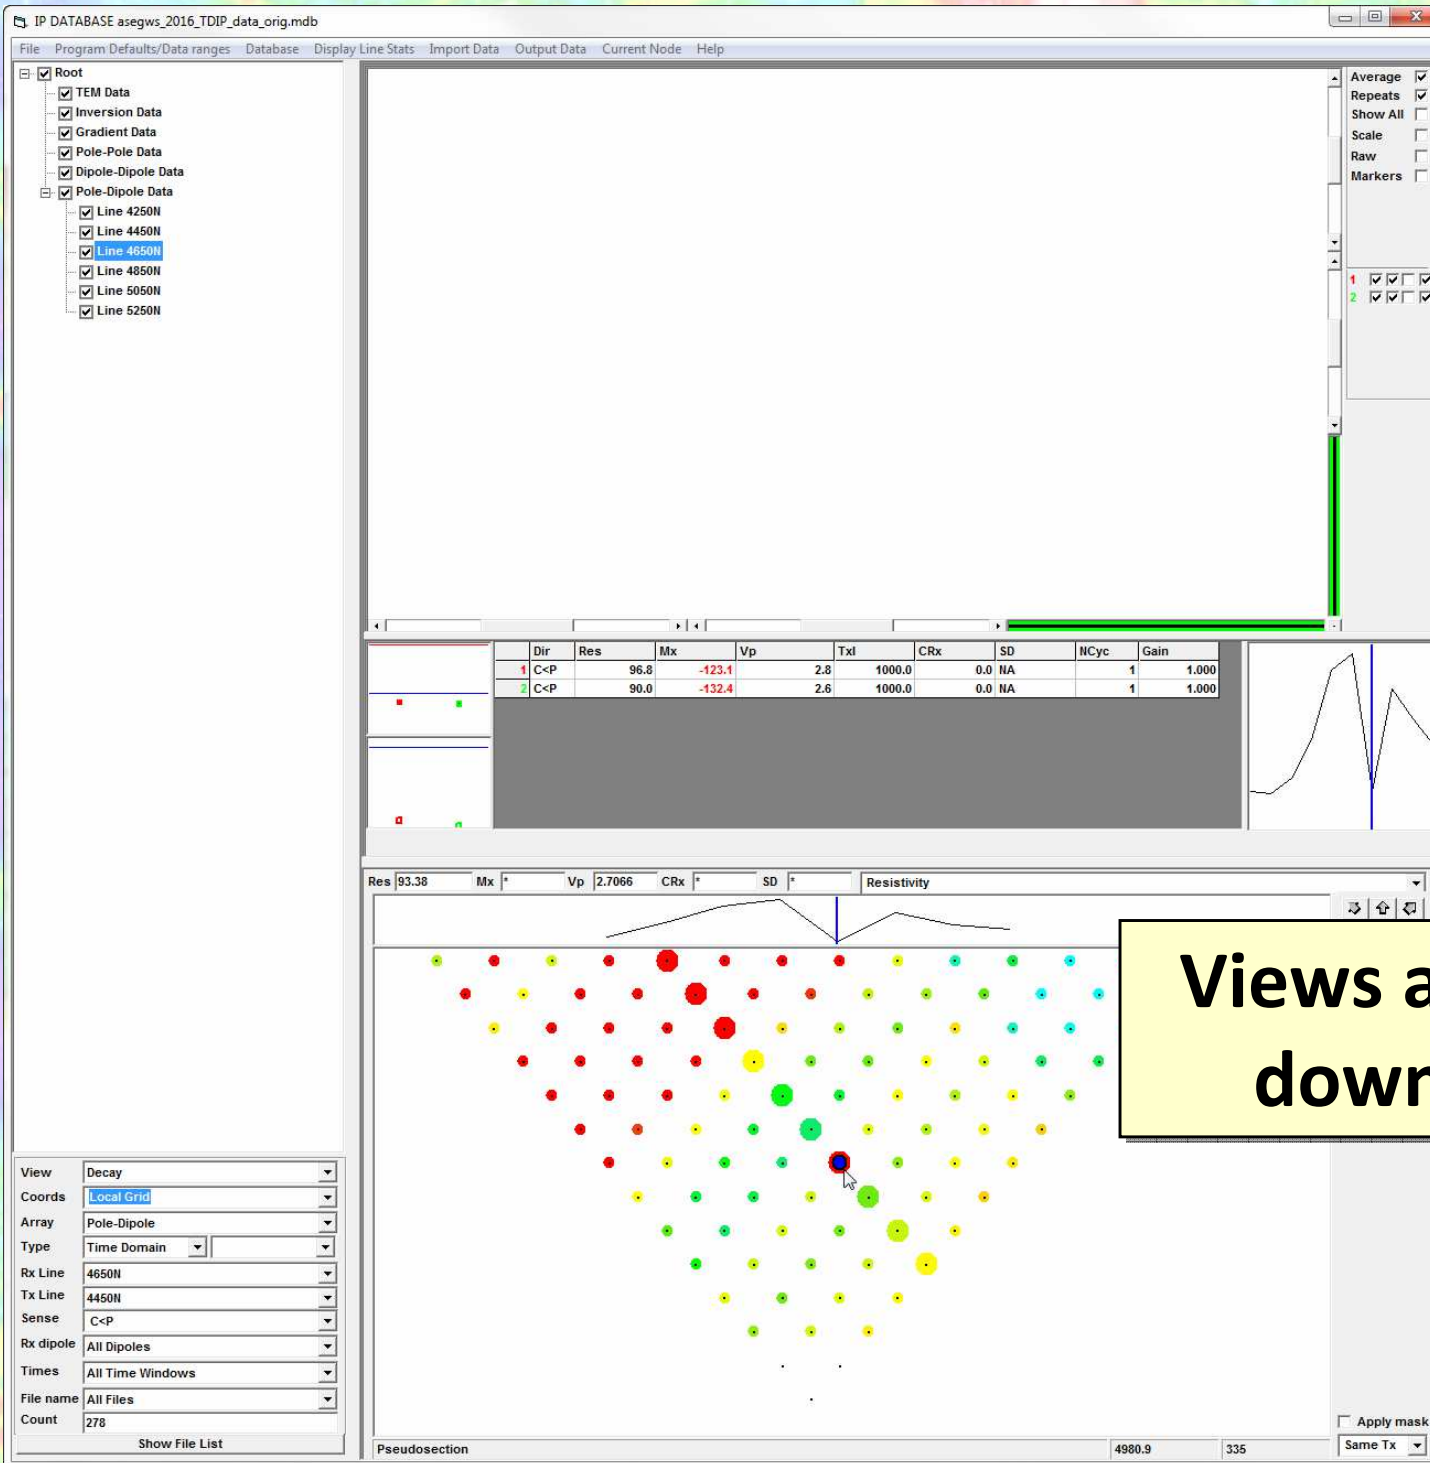 IP DATABASE asegws_2016_TDIP_data_orig.mdb
File Program Defaults/Data ranges Database Display Line Stats Import Data Output Data Current Node Help
Root
TEM Data
Inversion Data
Gradient Data
Pole-Pole Data
Dipole-Dipole Data
Pole-Dipole Data
Line 4250N
Line 4450N
Line 4650N
Line 4850N
Line 5050N
Line 5250N
Average
Repeats
Show All
Scale
Raw
Markers
1
2
Dir Res Mx Vp TxI CRx SD NCyc Gain
1 C<P 96.8 -123.1 2.8 1000.0 0.0 NA 1 1.000
2 C<P 90.0 -132.4 2.6 1000.0 0.0 NA 1 1.000
Res 93.38 Mx * Vp 2.7066 CRx * SD * Resistivity
Views a
down
View Decay
Coords Local Grid
Array Pole-Dipole
Type Time Domain
Rx Line 4650N
Tx Line 4450N
Sense C<P
Rx dipole All Dipoles
Times All Time Windows
File name All Files
Count 278
Show File List
Pseudosection 4980.9 335
Apply mask
Same Tx